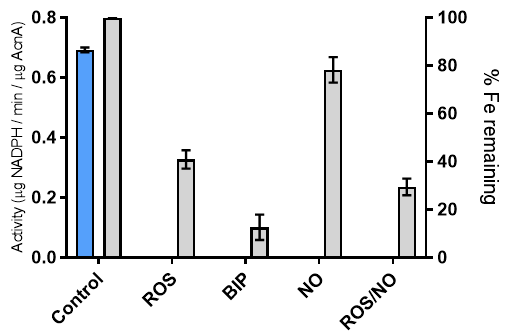 Activity (μg NADPH / min / μg AcnA)
0.8
0.6
0.4
0.2
0.0
100
80
60
40
20
0
% Fe remaining
Control
ROS
BIP
NO
ROS/NO